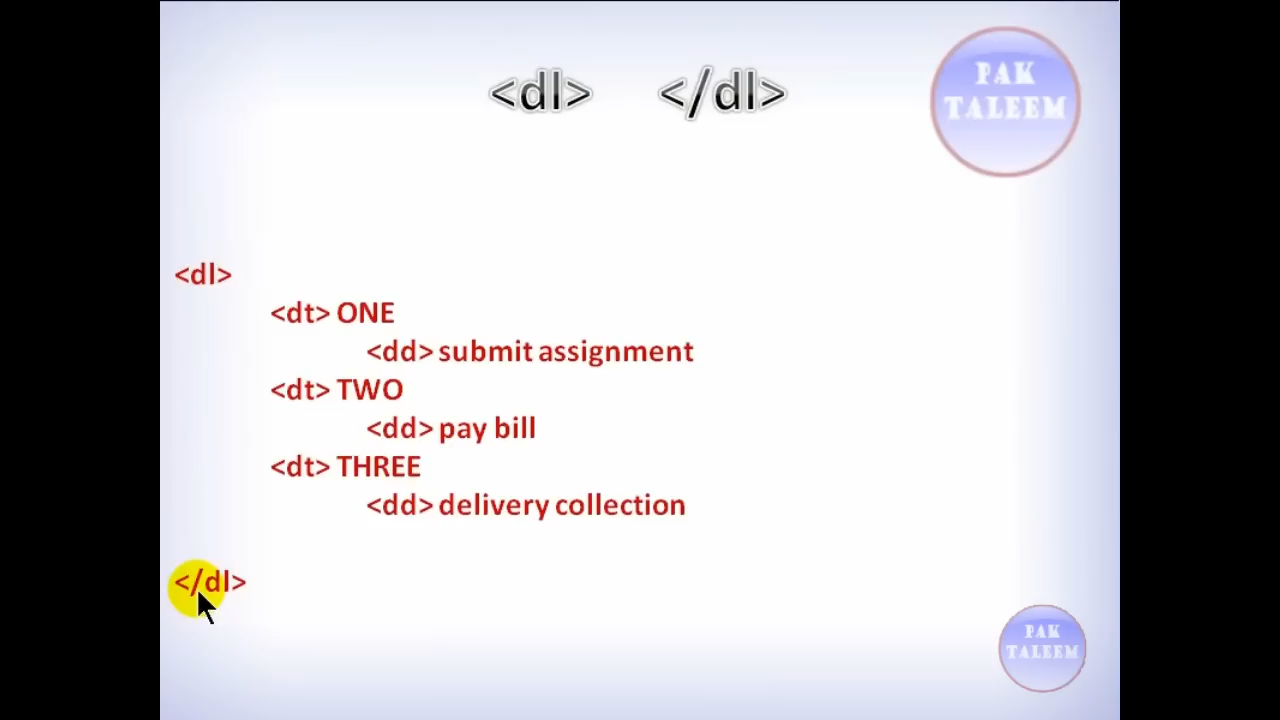 <dl> </dl>
PAK
TALEEM
<dl>
<dt> ONE
<dd> submit assignment
<dt> TWO
<dd> pay bill
<dt> THREE
<dd> delivery collection
</dl>
PAK
TALEEM